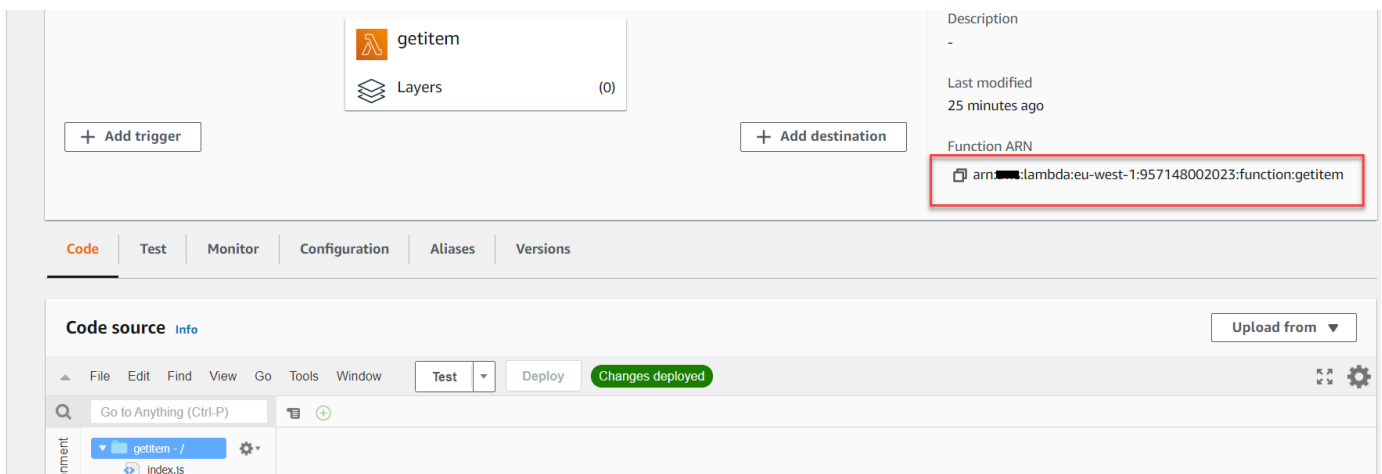 Description
getitem
-
Layers (0)
Last modified
25 minutes ago
+ Add trigger
+ Add destination
Function ARN
arn: :lambda:eu-west-1:957148002023:function:getitem
Code Test Monitor Configuration Aliases Versions
Code source Info
Upload from
File Edit Find View Go Tools Window Test Deploy Changes deployed
Go to Anything (Ctrl-P)
getitem - /
index.js